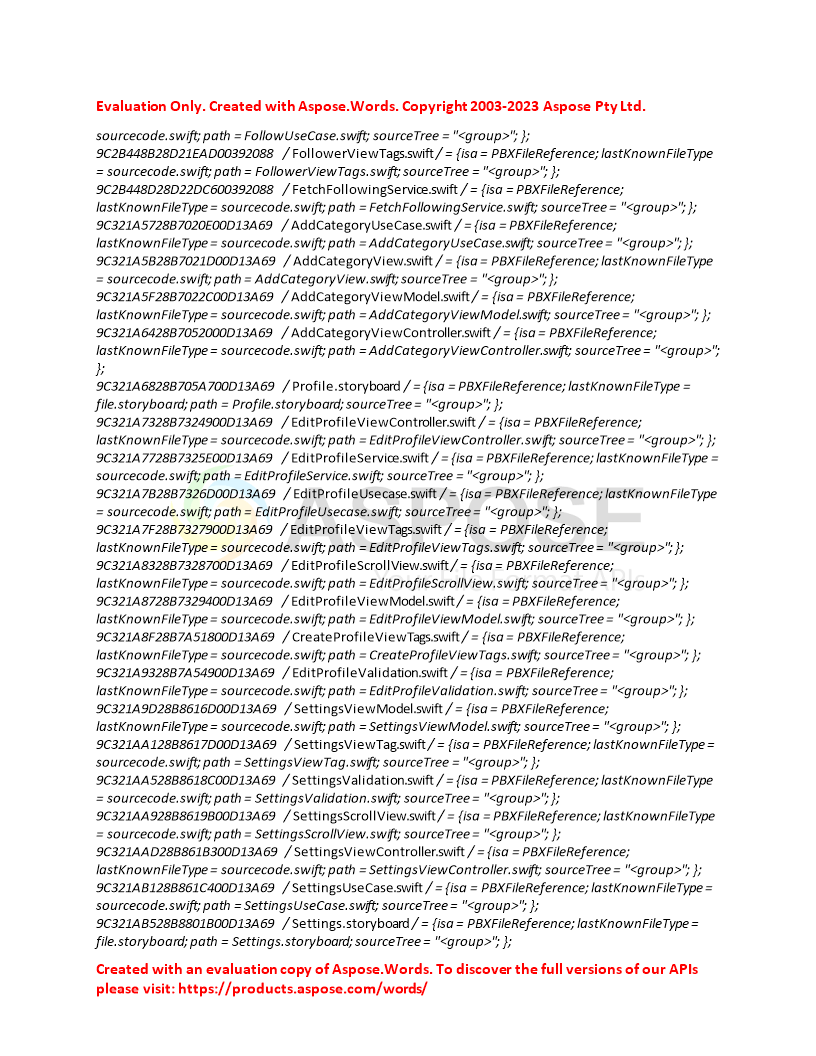 Evaluation Only. Created with Aspose.Words. Copyright 2003-2023 Aspose Pty Ltd.
sourcecode.swift; path = FollowUseCase.swift; sourceTree = "<group>"; };
9C2B448B28D21EAD00392088 / FollowerViewTags.swift / = {isa = PBXFileReference; lastKnownFileType
= sourcecode.swift; path = FollowerViewTags.swift; sourceTree = "<group>"; };
9C2B448D28D22DC600392088 / FetchFollowingService.swift / = {isa = PBXFileReference;
lastKnownFileType = sourcecode.swift; path = FetchFollowingService.swift; sourceTree = "<group>"; };
9C321A5728B7020E00D13A69 / AddCategoryUseCase.swift / = {isa = PBXFileReference;
lastKnownFileType = sourcecode.swift; path = AddCategoryUseCase.swift; sourceTree = "<group>"; };
9C321A5B28B7021D00D13A69 / AddCategoryView.swift / = {isa = PBXFileReference; lastKnownFileType
= sourcecode.swift; path = AddCategoryView.swift; sourceTree = "<group>"; };
9C321A5F28B7022C00D13A69 / AddCategoryViewModel.swift / = {isa = PBXFileReference;
lastKnownFileType = sourcecode.swift; path = AddCategoryViewModel.swift; sourceTree = "<group>"; };
9C321A6428B7052000D13A69 / AddCategoryViewController.swift / = {isa = PBXFileReference;
lastKnownFileType = sourcecode.swift; path = AddCategoryViewController.swift; sourceTree = "<group>";
};
9C321A6828B705A700D13A69 / Profile.storyboard / = {isa = PBXFileReference; lastKnownFileType =
file.storyboard; path = Profile.storyboard; sourceTree = "<group>"; };
9C321A7328B7324900D13A69 / EditProfileViewController.swift / = {isa = PBXFileReference;
lastKnownFileType = sourcecode.swift; path = EditProfileViewController.swift; sourceTree = "<group>"; };
9C321A7728B7325E00D13A69 / EditProfileService.swift / = {isa = PBXFileReference; lastKnownFileType =
sourcecode.swift; path = EditProfileService.swift; sourceTree = "<group>"; };
9C321A7B28B7326D00D13A69 / EditProfileUsecase.swift / = {isa = PBXFileReference; lastKnownFileType
= sourcecode.swift; path = EditProfileUsecase.swift; sourceTree = "<group>"; };
9C321A7F28B7327900D13A69 / EditProfileViewTags.swift / = {isa = PBXFileReference;
lastKnownFileType = sourcecode.swift; path = EditProfileViewTags.swift; sourceTree = "<group>"; };
9C321A8328B7328700D13A69 / EditProfileScrollView.swift / = {isa = PBXFileReference;
lastKnownFileType = sourcecode.swift; path = EditProfileScrollView.swift; sourceTree = "<group>"; };
9C321A8728B7329400D13A69 / EditProfileViewModel.swift / = {isa = PBXFileReference;
lastKnownFileType = sourcecode.swift; path = EditProfileViewModel.swift; sourceTree = "<group>"; };
9C321A8F28B7A51800D13A69 / CreateProfileViewTags.swift / = {isa = PBXFileReference;
lastKnownFileType = sourcecode.swift; path = CreateProfileViewTags.swift; sourceTree = "<group>"; };
9C321A9328B7A54900D13A69 / EditProfileValidation.swift / = {isa = PBXFileReference;
lastKnownFileType = sourcecode.swift; path = EditProfileValidation.swift; sourceTree = "<group>"; };
9C321A9D28B8616D00D13A69 / SettingsViewModel.swift / = {isa = PBXFileReference;
lastKnownFileType = sourcecode.swift; path = SettingsViewModel.swift; sourceTree = "<group>"; };
9C321AA128B8617D00D13A69 / SettingsViewTag.swift / = {isa = PBXFileReference; lastKnownFileType =
sourcecode.swift; path = SettingsViewTag.swift; sourceTree = "<group>"; };
9C321AA528B8618C00D13A69 / SettingsValidation.swift / = {isa = PBXFileReference; lastKnownFileType
= sourcecode.swift; path = SettingsValidation.swift; sourceTree = "<group>"; };
9C321AA928B8619B00D13A69 / SettingsScrollView.swift / = {isa = PBXFileReference; lastKnownFileType
= sourcecode.swift; path = SettingsScrollView.swift; sourceTree = "<group>"; };
9C321AAD28B861B300D13A69 / SettingsViewController.swift / = {isa = PBXFileReference;
lastKnownFileType = sourcecode.swift; path = SettingsViewController.swift; sourceTree = "<group>"; };
9C321AB128B861C400D13A69 / SettingsUseCase.swift / = {isa = PBXFileReference; lastKnownFileType =
sourcecode.swift; path = SettingsUseCase.swift; sourceTree = "<group>"; };
9C321AB528B8801B00D13A69 / Settings.storyboard / = {isa = PBXFileReference; lastKnownFileType =
file.storyboard; path = Settings.storyboard; sourceTree = "<group>"; };
ASPOSE
Created with an evaluation copy of Aspose.Words. To discover the full versions of our APIs
please visit: https://products.aspose.com/words/